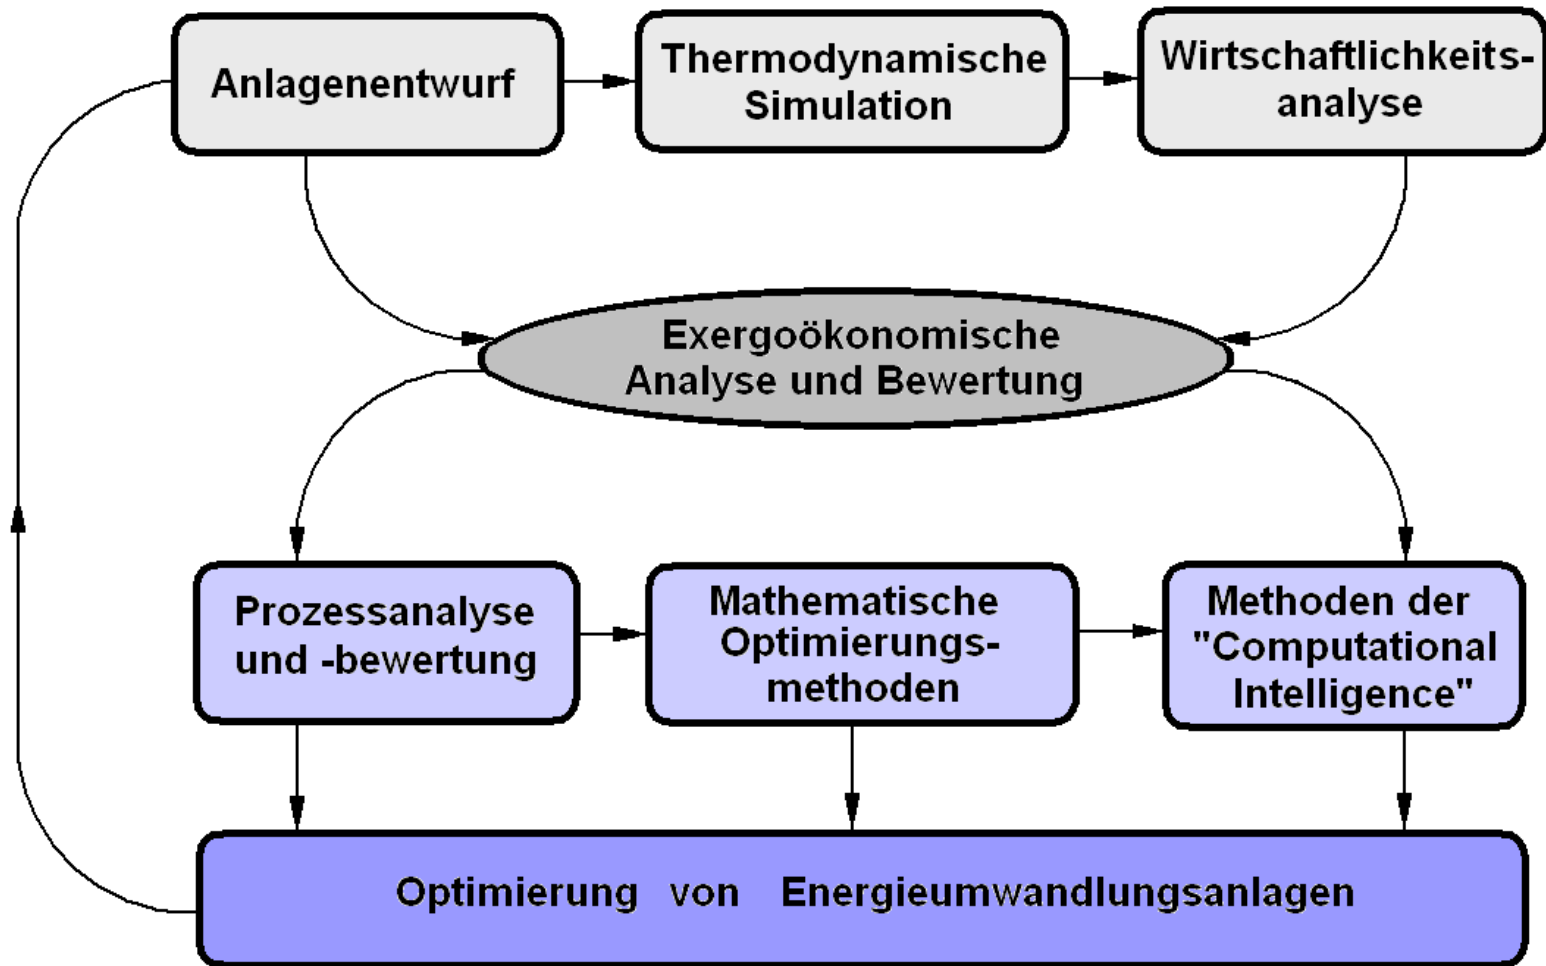 Anlagenentwurf
Thermodynamische
Simulation
Wirtschaftlichkeits-
analyse
Exergoökonomische
Analyse und Bewertung
Prozessanalyse
und -bewertung
Mathematische
Optimierungs-
methoden
Methoden der
"Computational
Intelligence"
Optimierung von Energieumwandlungsanlagen